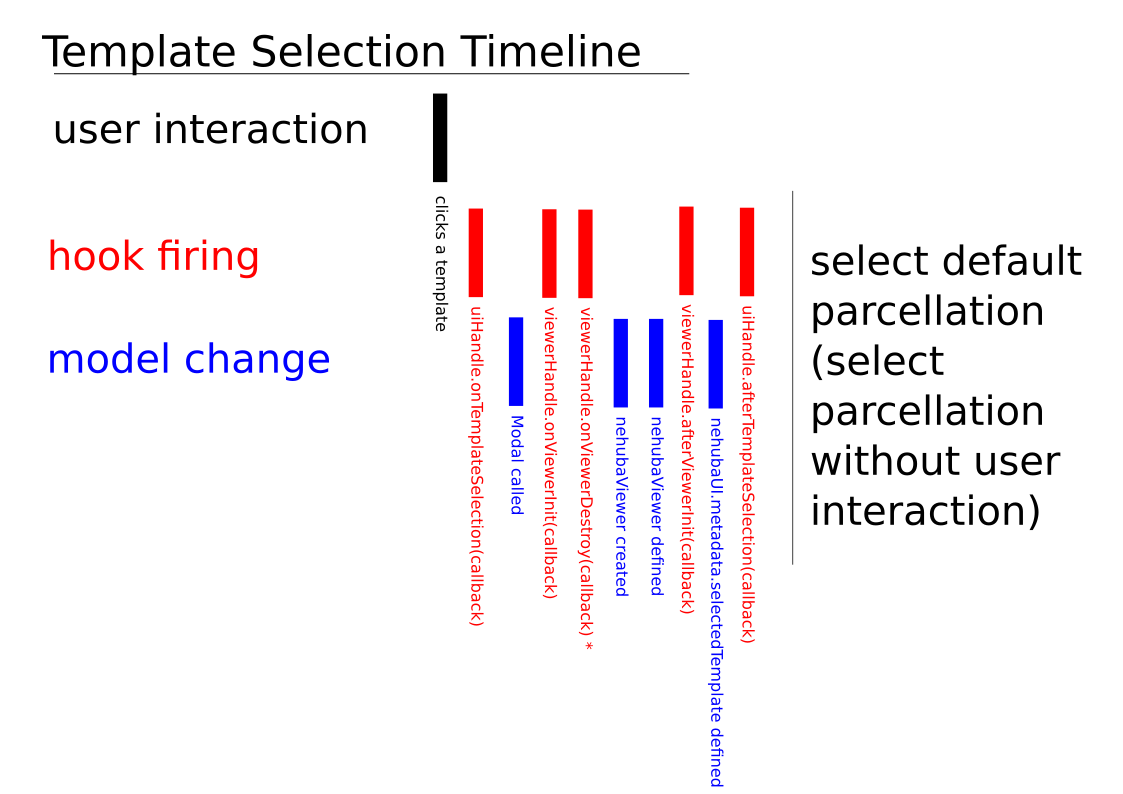 Template Selection Timeline
user interaction
hook firing
model change
clicks a template
uiHandle.onTemplateSelection(callback)
Modal called
viewerHandle.onViewerInit(callback)
viewerHandle.onViewerDestroy(callback) *
nehubaViewer created
nehubaViewer defined
viewerHandle.afterViewerInit(callback)
nehubaUI.metadata.selectedTemplate defined
uiHandle.afterTemplateSelection(callback)
select default
parcellation
(select
parcellation
without user
interaction)